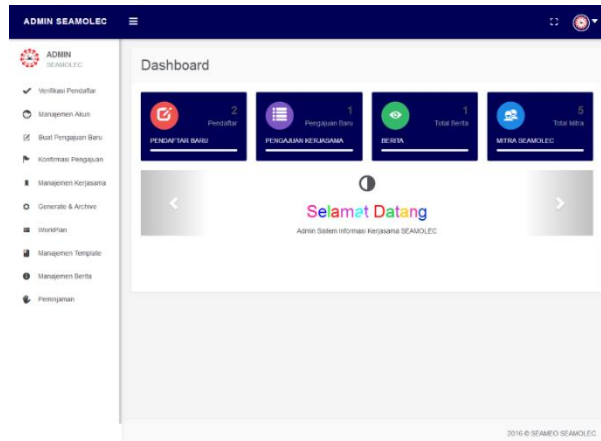 ADMIN SEAMOLEC
ADMIN
SEAMOLEC
Verifikasi Pendaftar
Manajemen Akun
Buat Pengajuan Baru
Konfirmasi Pengajuan
Manajemen Kerjasama
Generate & Archive
WorkPlan
Manajemen Template
Manajemen Berita
Peminjaman
Dashboard
2
Pendaftar
PENDAFTAR BARU
1
Pengajuan Baru
PENGAJUAN KERJASAMA
1
Total Berita
BERITA
5
Total Mitra
MITRA SEAMOLEC
Selamat Datang
Admin Sistem Informasi Kerjasama SEAMOLEC
2016 © SEAMEO SEAMOLEC